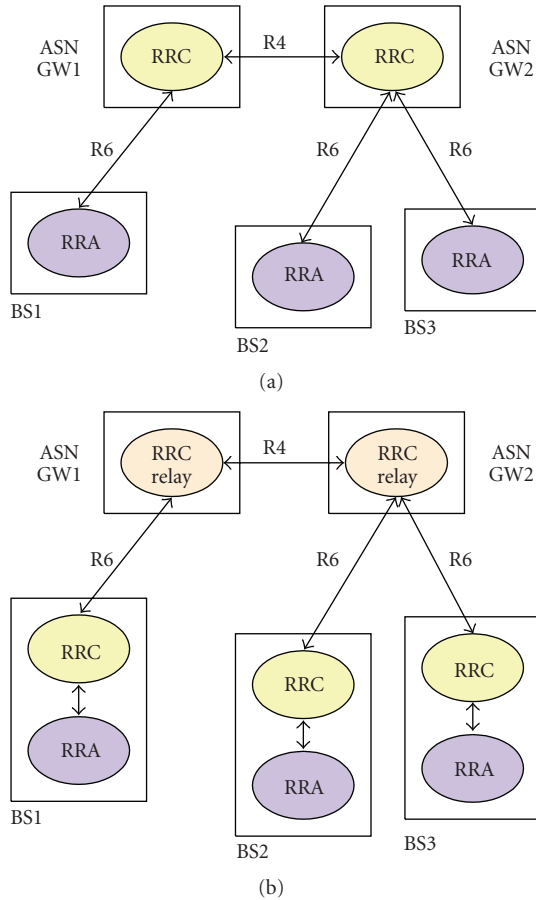 ASN
GW1
RRC
R4
RRC
ASN
GW2
R6
R6
R6
RRA
BS1
RRA
BS2
RRA
BS3
(a)
ASN
GW1
RRC
relay
R4
RRC
relay
ASN
GW2
R6
R6
R6
RRC
RRA
BS1
RRC
RRA
BS2
RRC
RRA
BS3
(b)